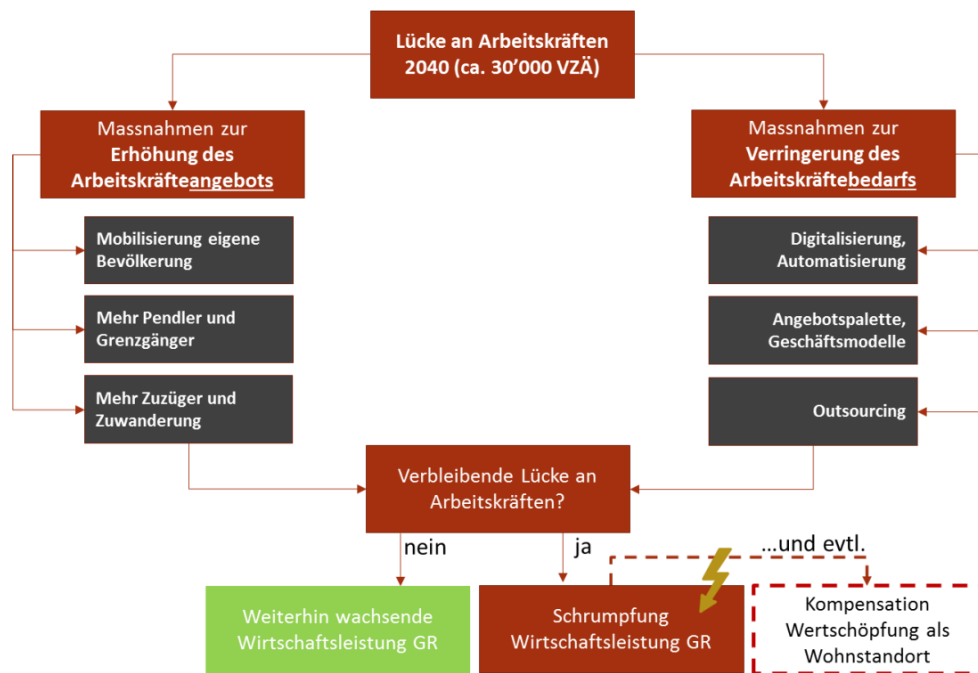 Lücke an Arbeitskräften
2040 (ca. 30’000 VZÄ)
Massnahmen zur
Erhöhung des
Arbeitskräfteangebots
Mobilisierung eigene
Bevölkerung
Mehr Pendler und
Grenzgänger
Mehr Zuzüger und
Zuwanderung
Massnahmen zur
Verringerung des
Arbeitskräftebedarfs
Digitalisierung,
Automatisierung
Angebotspalette,
Geschäftsmodelle
Outsourcing
Verbleibende Lücke an
Arbeitskräften?
nein
ja
...und evtl.
Weiterhin wachsende
Wirtschaftsleistung GR
Schrumpfung
Wirtschaftsleistung GR
Kompensation
Wertschöpfung als
Wohnstandort